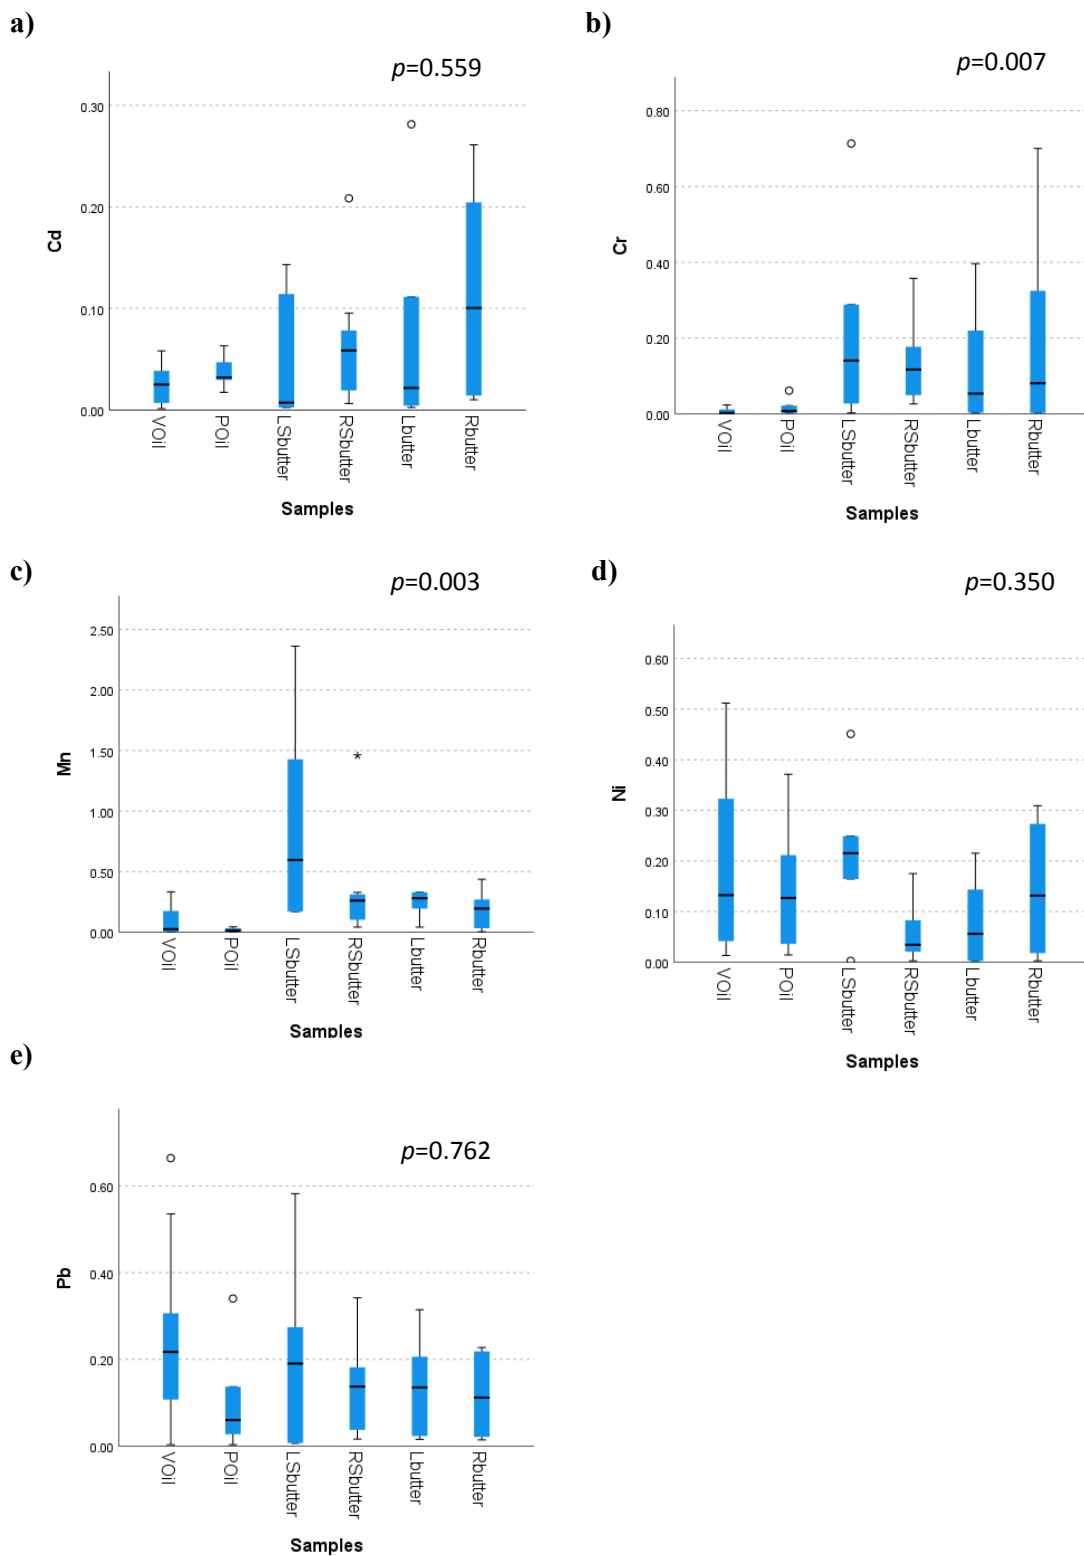 a)
p=0.559
0.30
0.20
0.10
0.00
Cd
VOil
POil
LSbutter
RSbutter
Lbutter
Rbutter
Samples
b)
p=0.007
0.80
0.60
0.40
0.20
0.00
Cr
VOil
POil
LSbutter
RSbutter
Lbutter
Rbutter
Samples
c)
p=0.003
2.50
2.00
1.50
1.00
0.50
0.00
Mn
VOil
POil
LSbutter
RSbutter
Lbutter
Rbutter
Samples
d)
p=0.350
0.60
0.50
0.40
0.30
0.20
0.10
0.00
Ni
VOil
POil
LSbutter
RSbutter
Lbutter
Rbutter
Samples
e)
p=0.762
0.60
0.40
0.20
0.00
Pb
VOil
POil
LSbutter
RSbutter
Lbutter
Rbutter
Samples